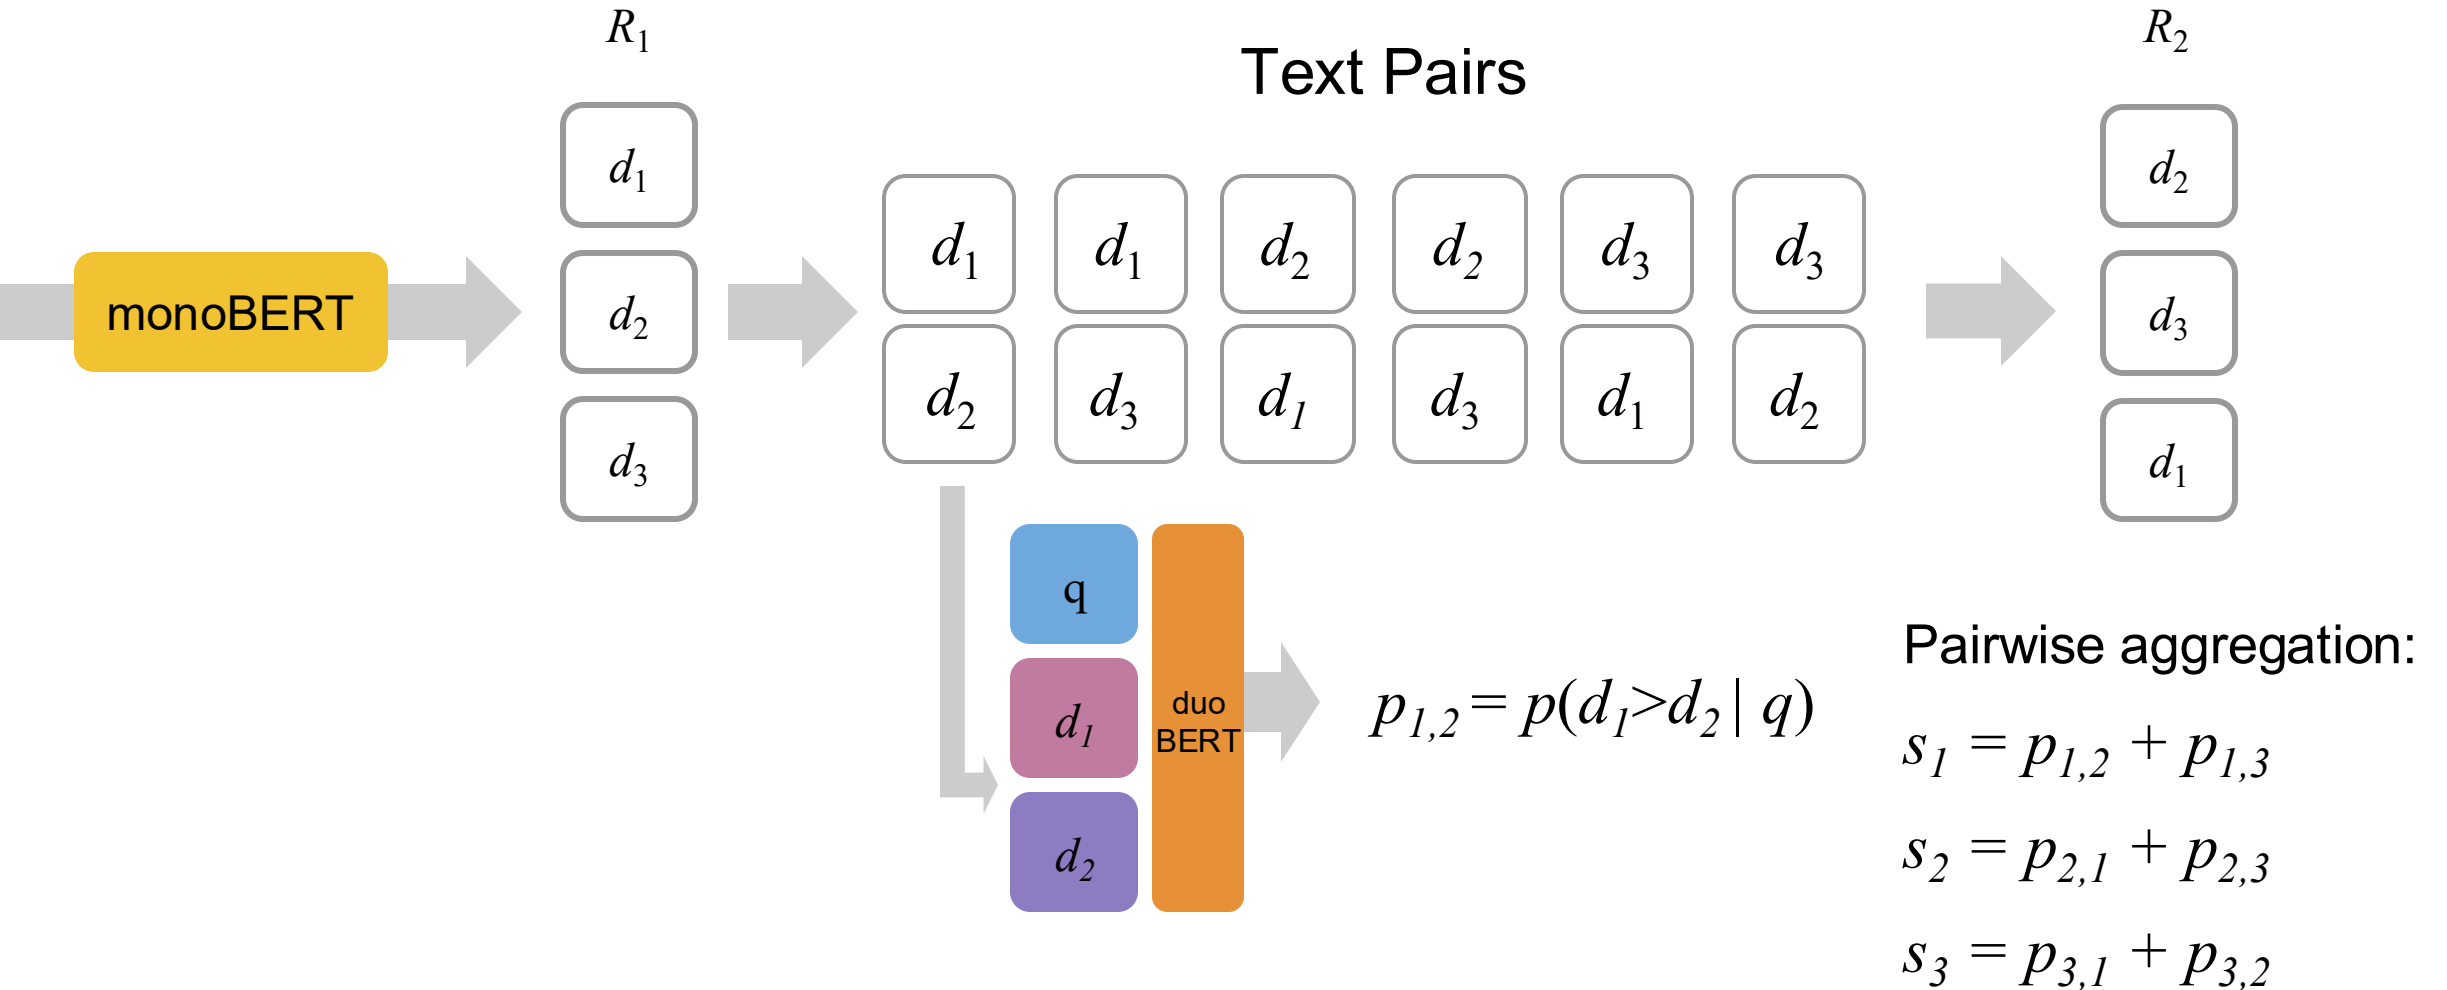 R₁
R₂
Text Pairs
monoBERT
d₁
d₂
d₃
d₁ d₁ d₂ d₂ d₃ d₃
d₂ d₃ d₁ d₃ d₁ d₂
d₂
d₃
d₁
q
d₁
d₂
duo
BERT
p₁,₂ = p(d₁>d₂ | q)
Pairwise aggregation:
s₁ = p₁,₂ + p₁,₃
s₂ = p₂,₁ + p₂,₃
s₃ = p₃,₁ + p₃,₂